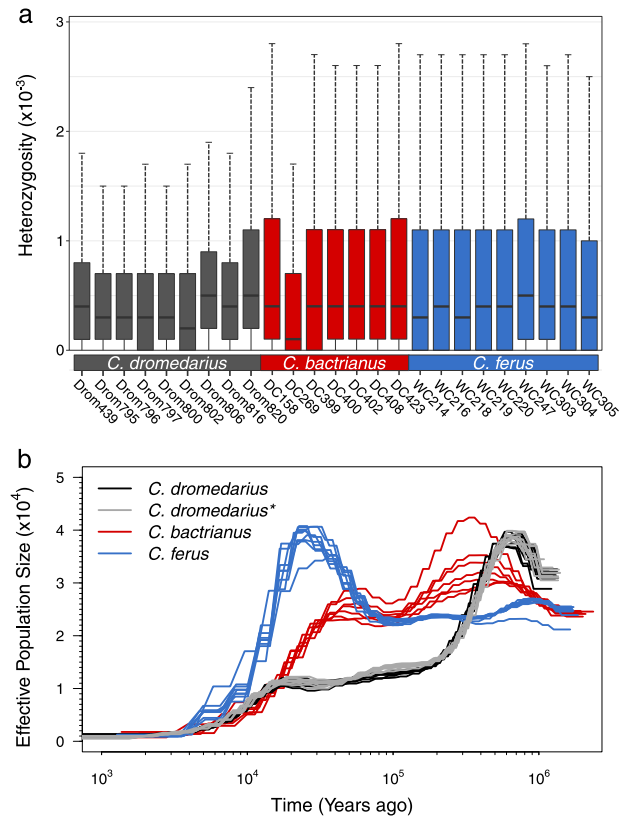 a
Heterozygosity (x10⁻³)
3
2
1
0
C. dromedarius C. bactrianus C. ferus
Drom439 Drom795 Drom796 Drom797 Drom800 Drom802 Drom806 Drom816 Drom820 DC158 DC269 DC399 DC400 DC402 DC408 DC423 WC214 WC216 WC218 WC219 WC220 WC247 WC303 WC304 WC305
b
Effective Population Size (x10⁴)
5
4
3
2
1
0
C. dromedarius
C. dromedarius*
C. bactrianus
C. ferus
10³ 10⁴ 10⁵ 10⁶
Time (Years ago)